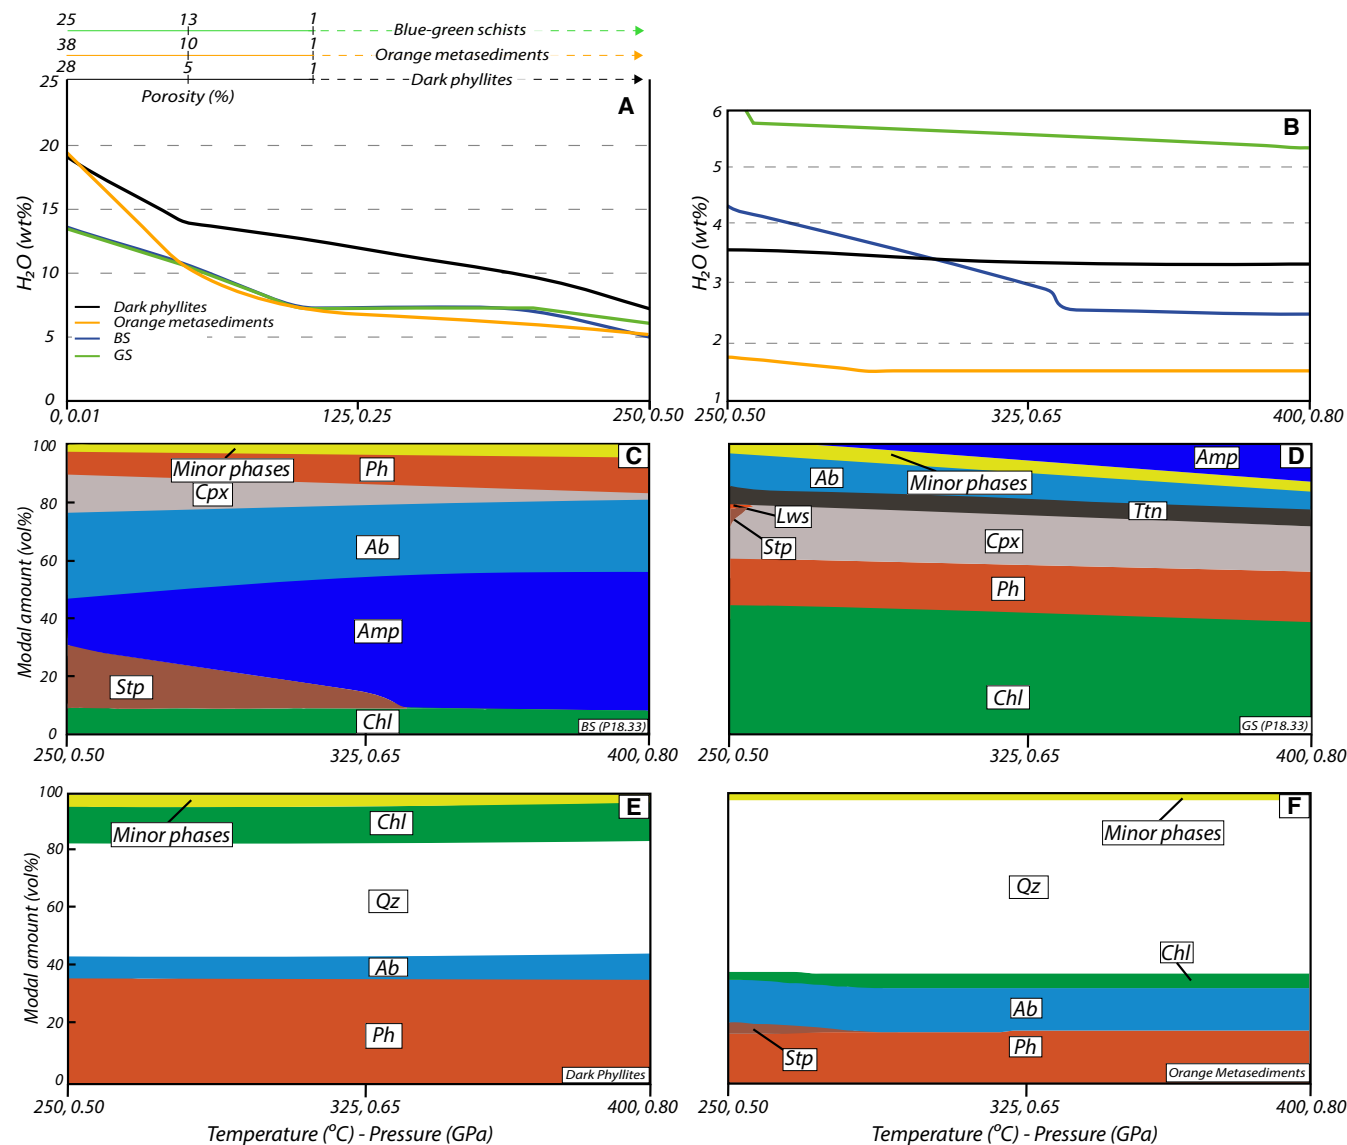 25 13 1
Blue-green schists
38 10 1
Orange metasediments
28 5 1
Dark phyllites
Porosity (%)
A
25
20
15
10
5
0
H₂O (wt%)
Dark phyllites
Orange metasediments
BS
GS
0, 0.01 125, 0.25 250, 0.50
B
6
5
4
3
2
1
H₂O (wt%)
250, 0.50 325, 0.65 400, 0.80
C
100
80
60
40
20
0
Modal amount (vol%)
Minor phases
Ph
Cpx
Ab
Amp
Stp
Chl
BS (P18.33)
250, 0.50 325, 0.65 400, 0.80
D
Amp
Minor phases
Ab
Ttn
Lws
Stp
Cpx
Ph
Chl
GS (P18.33)
250, 0.50 325, 0.65 400, 0.80
E
100
80
60
40
20
0
Modal amount (vol%)
Minor phases
Chl
Qz
Ab
Ph
Dark Phyllites
250, 0.50 325, 0.65 400, 0.80
Temperature (°C) - Pressure (GPa)
F
Minor phases
Qz
Chl
Ab
Stp
Ph
Orange Metasediments
250, 0.50 325, 0.65 400, 0.80
Temperature (°C) - Pressure (GPa)